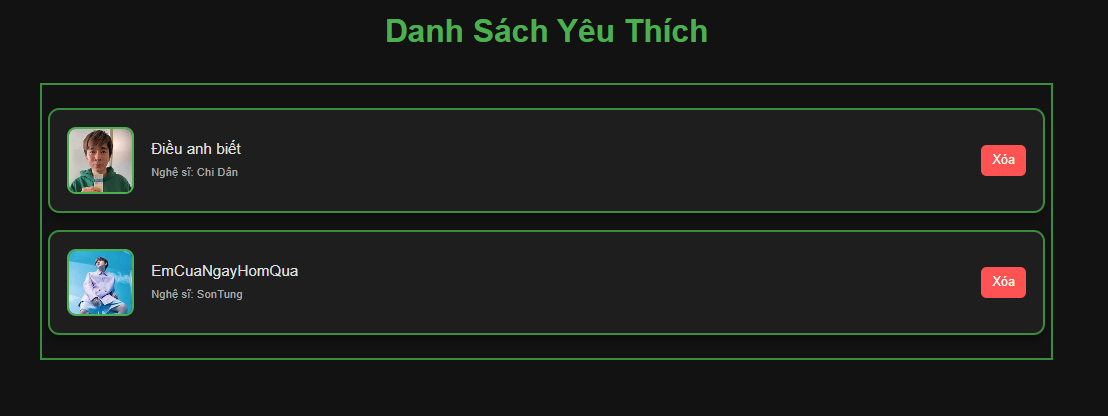 Danh Sách Yêu Thích
Điều anh biết
Nghệ sĩ: Chi Dân
Xóa
EmCuaNgayHomQua
Nghệ sĩ: SonTung
Xóa